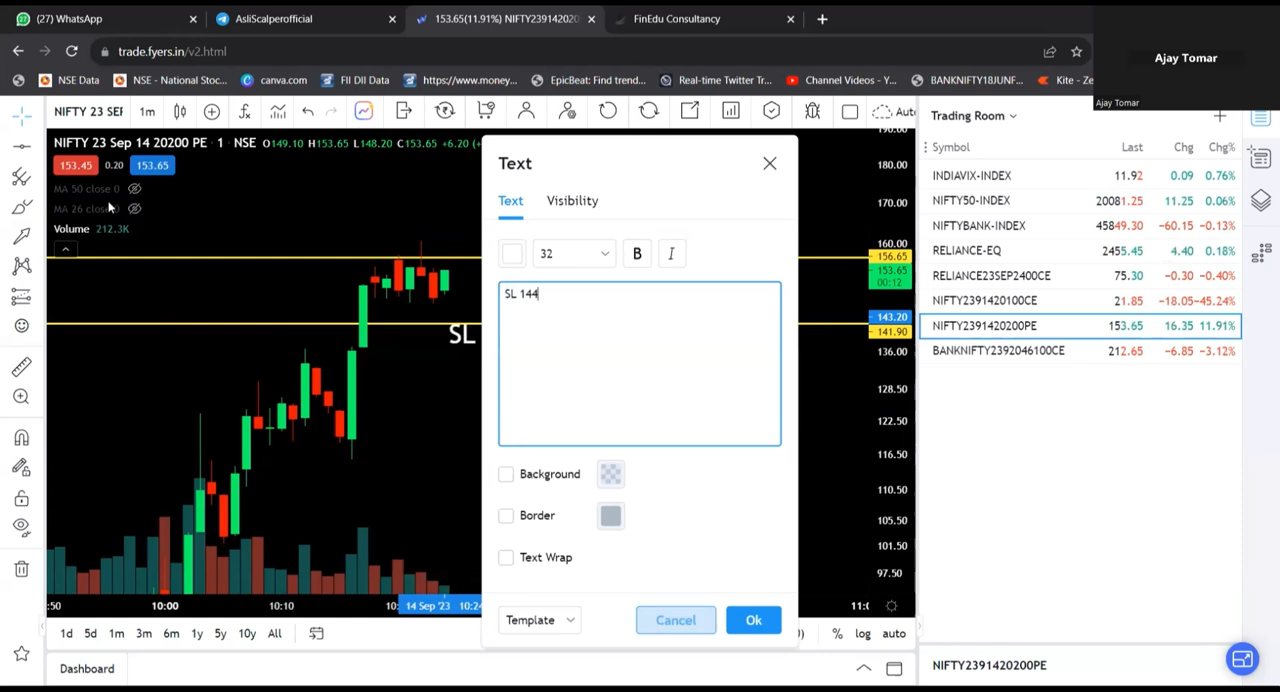 (27) WhatsApp
AsliScalperofficial
153.65(11.91%) NIFTY2391420200
FinEdu Consultancy
trade.fyers.in/v2.html
NSE Data
NSE - National Stoc...
canva.com
FII DII Data
https://www.money...
EpicBeat: Find trend...
Real-time Twitter Tr...
Channel Videos - Y...
BANKNIFTY18JUNF...
Kite - Ze
Ajay Tomar
Ajay Tomar
NIFTY 23 SEP
1m
Auto
NIFTY 23 Sep 14 20200 PE · 1 · NSE O149.10 H153.65 L148.20 C153.65 +6.20 (+
153.45 0.20 153.65
MA 50 close 0
MA 26 close 0
Volume 212.3K
SL
190.00
180.00
170.00
160.00
156.65
153.65
00:12
143.20
141.90
136.00
128.50
122.50
116.50
110.50
105.50
101.50
97.50
:50
10:00
10:10
10:
14 Sep '23 10:24
11:0
1d 5d 1m 3m 6m 1y 5y 10y All
% log auto
Dashboard
Text
Text Visibility
32 B I
SL 144
Background
Border
Text Wrap
Template Cancel Ok
Trading Room
Symbol Last Chg Chg%
INDIAVIX-INDEX 11.92 0.09 0.76%
NIFTY50-INDEX 20081.25 11.25 0.06%
NIFTYBANK-INDEX 45849.30 -60.15 -0.13%
RELIANCE-EQ 2455.45 4.40 0.18%
RELIANCE23SEP2400CE 75.30 -0.30 -0.40%
NIFTY2391420100CE 21.85 -18.05 -45.24%
NIFTY2391420200PE 153.65 16.35 11.91%
BANKNIFTY2392046100CE 212.65 -6.85 -3.12%
NIFTY2391420200PE